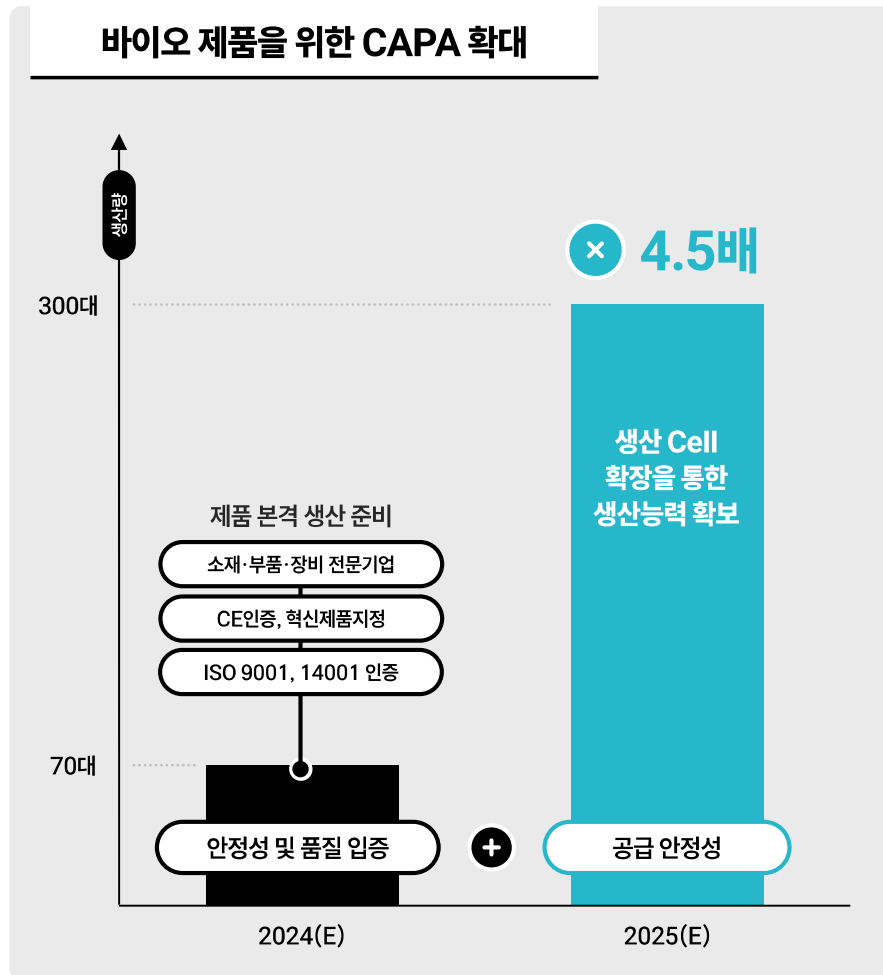 바이오 제품을 위한 CAPA 확대
생산량
× 4.5배
300대
생산 Cell
확장을 통한
생산능력 확보
제품 본격 생산 준비
소재·부품·장비 전문기업
CE인증, 혁신제품지정
ISO 9001, 14001 인증
70대
안정성 및 품질 입증 + 공급 안정성
2024(E) 2025(E)